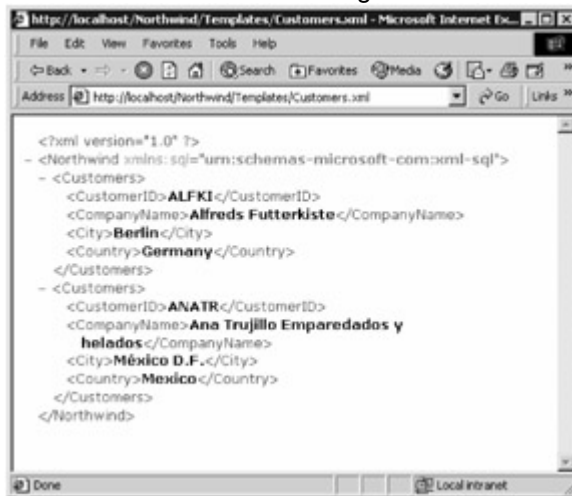 http://localhost/Northwind/Templates/Customers.xml - Microsoft Internet Ex...
File Edit View Favorites Tools Help
Back Search Favorites Media »
Address http://localhost/Northwind/Templates/Customers.xml Go Links »
<?xml version="1.0" ?>
- <Northwind xmlns:sql="urn:schemas-microsoft-com:xml-sql">
- <Customers>
<CustomerID>ALFKI</CustomerID>
<CompanyName>Alfreds Futterkiste</CompanyName>
<City>Berlin</City>
<Country>Germany</Country>
</Customers>
- <Customers>
<CustomerID>ANATR</CustomerID>
<CompanyName>Ana Trujillo Emparedados y
helados</CompanyName>
<City>México D.F.</City>
<Country>Mexico</Country>
</Customers>
</Northwind>
Done Local intranet